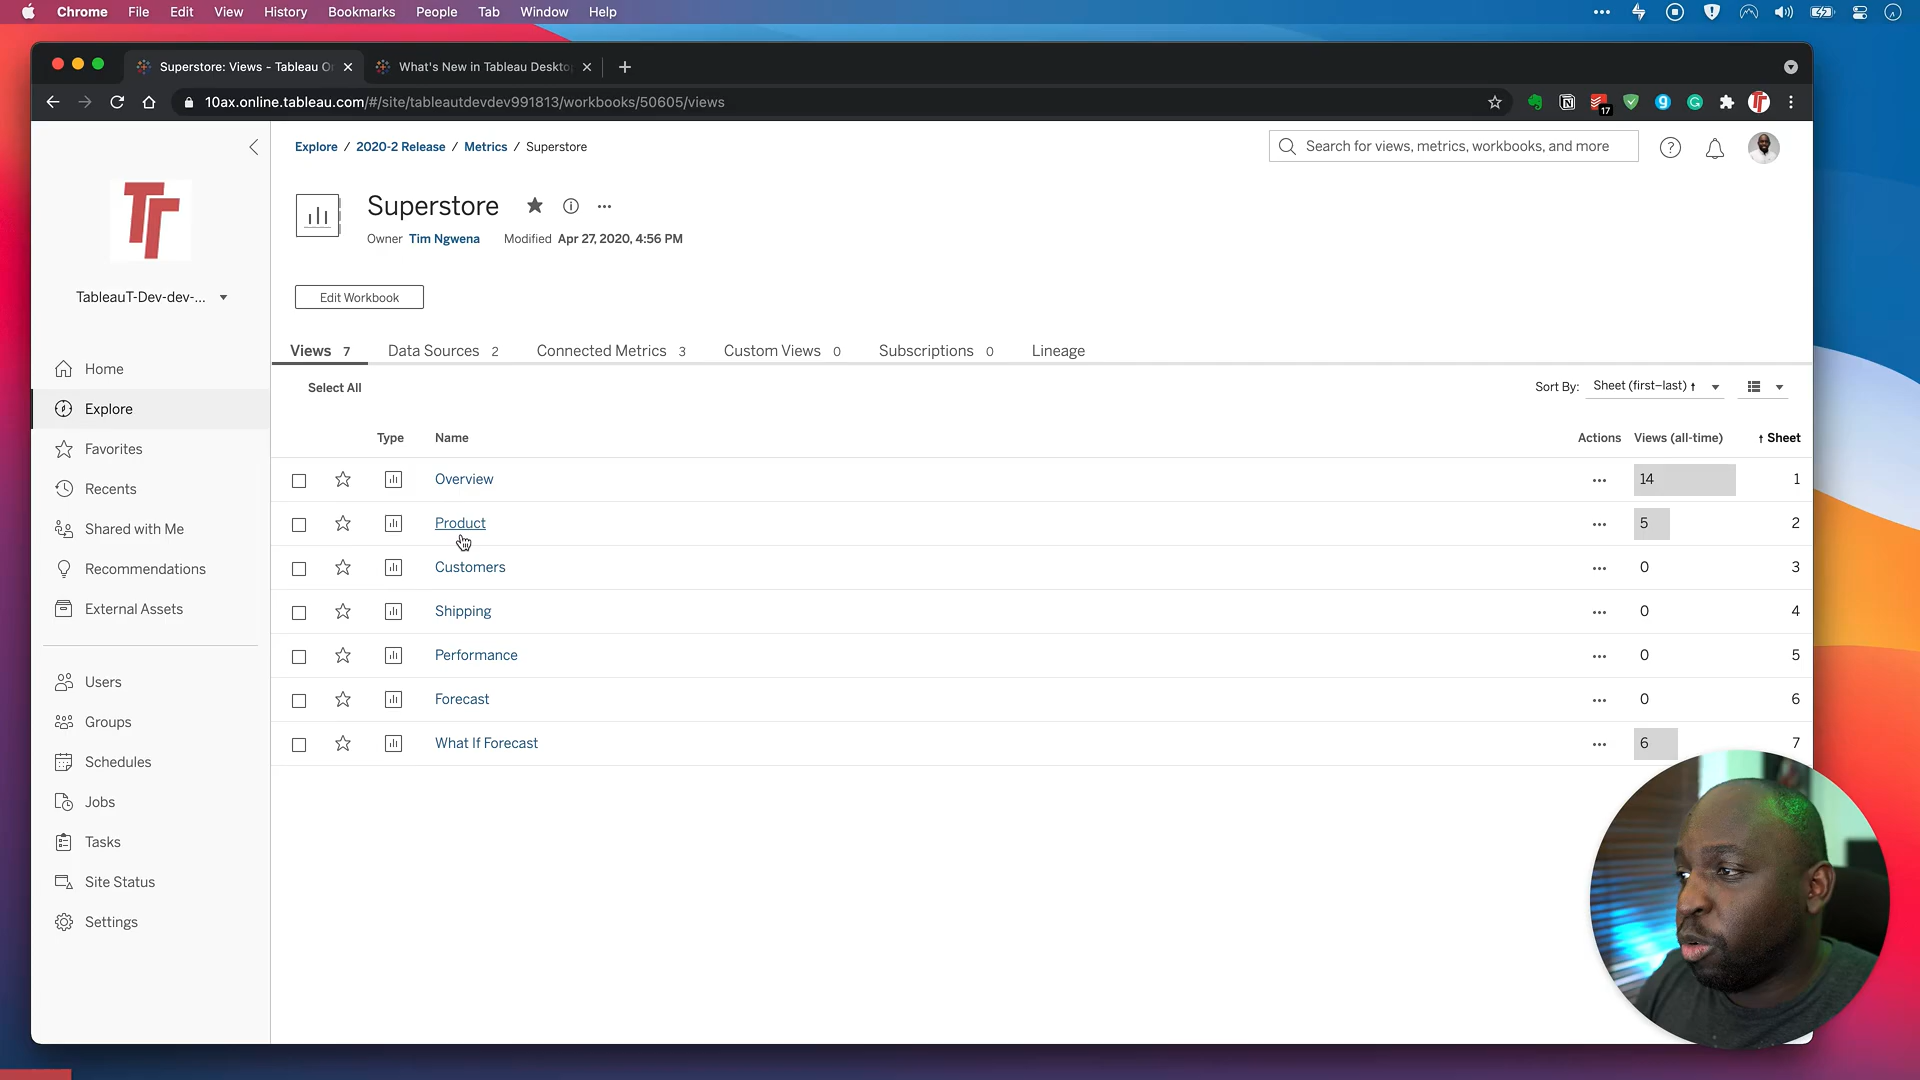 Chrome File Edit View History Bookmarks People Tab Window Help
Superstore: Views - Tableau O
What's New in Tableau Deskto
10ax.online.tableau.com/#/site/tableautdevdev991813/workbooks/50605/views
17
Explore / 2020-2 Release / Metrics / Superstore
Search for views, metrics, workbooks, and more
Superstore
Owner Tim Ngwena Modified Apr 27, 2020, 4:56 PM
TableauT-Dev-dev-...
Edit Workbook
Home
Explore
Favorites
Recents
Shared with Me
Recommendations
External Assets
Users
Groups
Schedules
Jobs
Tasks
Site Status
Settings
Views 7 Data Sources 2 Connected Metrics 3 Custom Views 0 Subscriptions 0 Lineage
Select All
Sort By: Sheet (first–last) ↑
Type Name Actions Views (all-time) ↑ Sheet
Overview 14 1
Product 5 2
Customers 0 3
Shipping 0 4
Performance 0 5
Forecast 0 6
What If Forecast 6 7